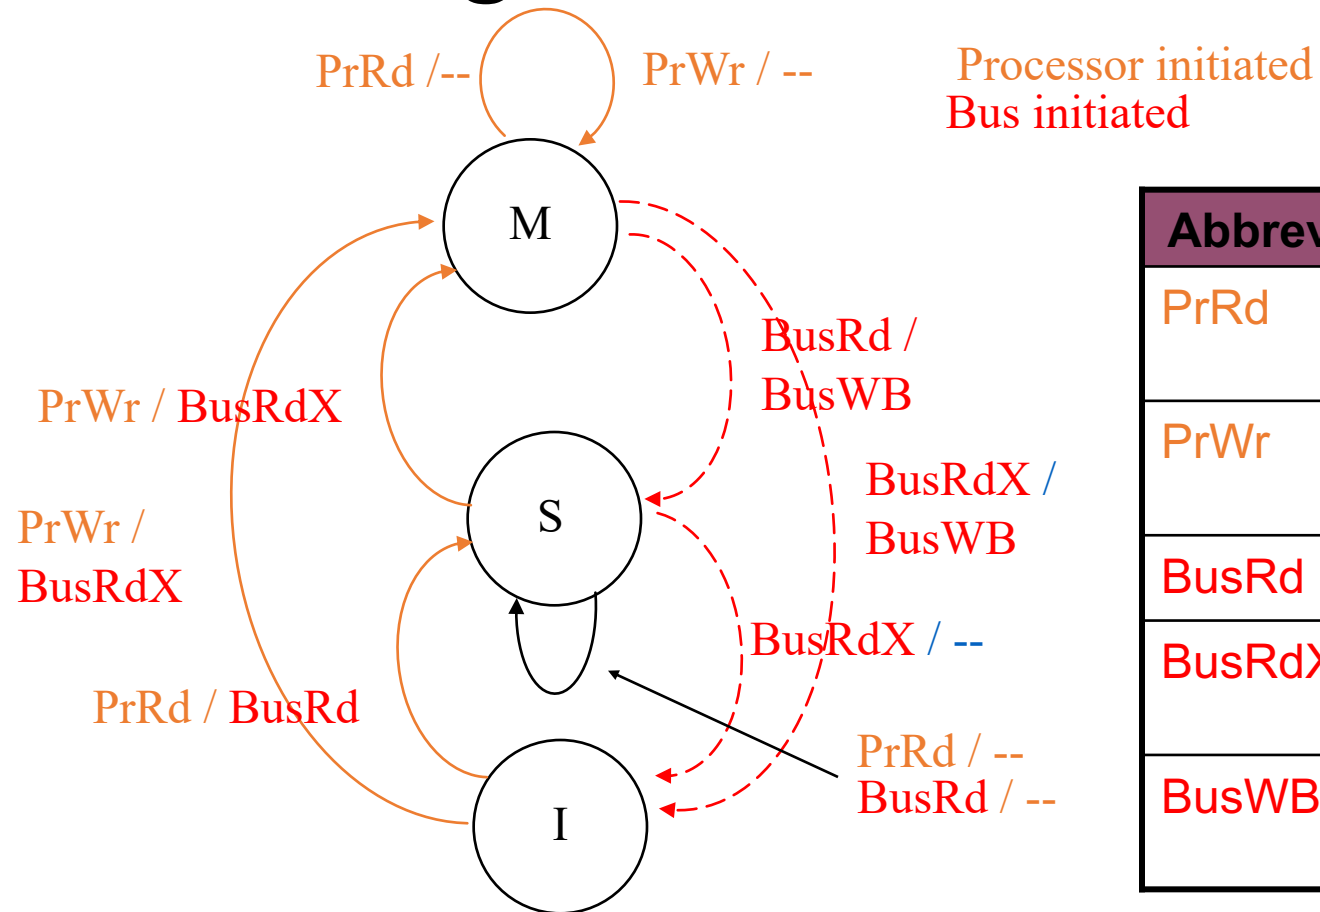 PrRd /--
PrWr / --
Processor initiated
Bus initiated
M
BusRd /
BusWB
PrWr / BusRdX
BusRdX /
BusWB
S
PrWr /
BusRdX
BusRdX / --
PrRd / BusRd
PrRd / --
BusRd / --
I
Abbrev
PrRd
PrWr
BusRd
BusRdX
BusWB